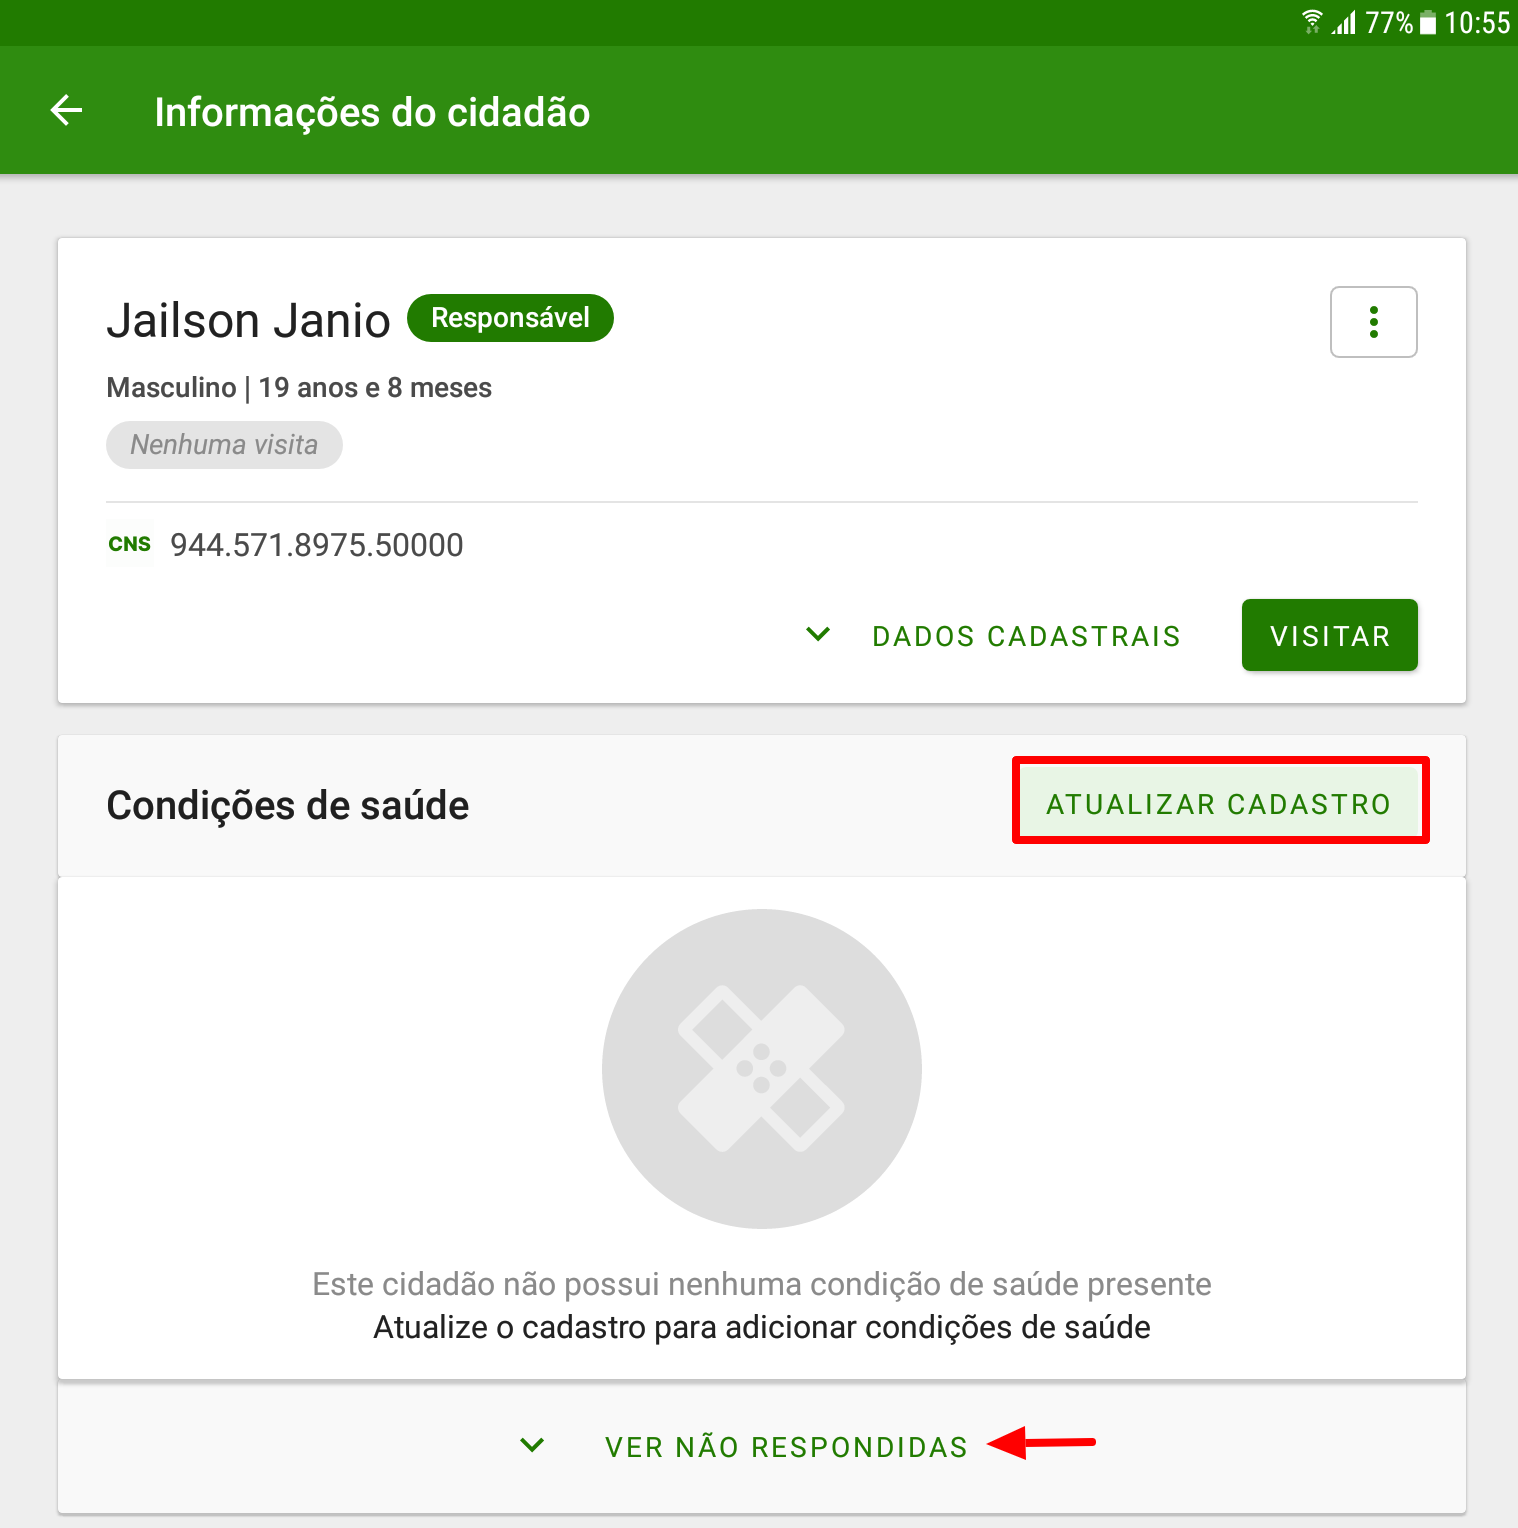 77% 10:55
Informações do cidadão
Jailson Janio Responsável
Masculino | 19 anos e 8 meses
Nenhuma visita
CNS 944.571.8975.50000
DADOS CADASTRAIS VISITAR
Condições de saúde ATUALIZAR CADASTRO
Este cidadão não possui nenhuma condição de saúde presente
Atualize o cadastro para adicionar condições de saúde
VER NÃO RESPONDIDAS